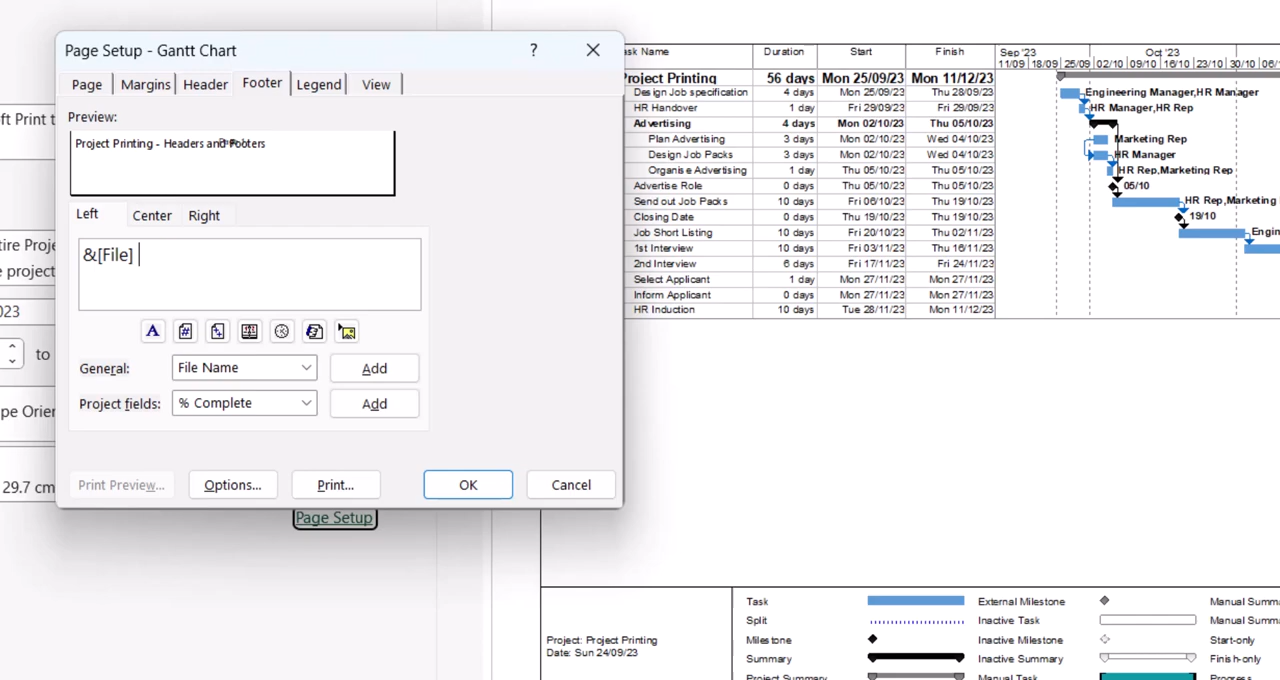 Page Setup - Gantt Chart ?
Page Margins Header Footer Legend View
Preview:
Project Printing - Headers and Footers
Left Center Right
&[File]
A
General: File Name Add
Project fields: % Complete Add
Print Preview... Options... Print... OK Cancel
oft Print t
tire Proje
e project
023
to
pe Orien
29.7 cm
Page Setup
ask Name Duration Start Finish Sep '23 Oct '23
11/09 18/09 25/09 02/10 09/10 16/10 23/10 30/10 06/
Project Printing 56 days Mon 25/09/23 Mon 11/12/23
Design Job specification 4 days Mon 25/09/23 Thu 28/09/23 Engineering Manager,HR Manager
HR Handover 1 day Fri 29/09/23 Fri 29/09/23 HR Manager,HR Rep
Advertising 4 days Mon 02/10/23 Thu 05/10/23
Plan Advertising 3 days Mon 02/10/23 Wed 04/10/23 Marketing Rep
Design Job Packs 3 days Mon 02/10/23 Wed 04/10/23 HR Manager
Organise Advertising 1 day Thu 05/10/23 Thu 05/10/23 HR Rep,Marketing Rep
Advertise Role 0 days Thu 05/10/23 Thu 05/10/23 05/10
Send out Job Packs 10 days Fri 06/10/23 Thu 19/10/23 HR Rep,Marketing
Closing Date 0 days Thu 19/10/23 Thu 19/10/23 19/10
Job Short Listing 10 days Fri 20/10/23 Thu 02/11/23 Engin
1st Interview 10 days Fri 03/11/23 Thu 16/11/23
2nd Interview 6 days Fri 17/11/23 Fri 24/11/23
Select Applicant 1 day Mon 27/11/23 Mon 27/11/23
Inform Applicant 0 days Mon 27/11/23 Mon 27/11/23
HR Induction 10 days Tue 28/11/23 Mon 11/12/23
Project: Project Printing
Date: Sun 24/09/23
Task External Milestone Manual Summa
Split Inactive Task Manual Summa
Milestone Inactive Milestone Start-only
Summary Inactive Summary Finish-only
Project Summary Manual Task Progress